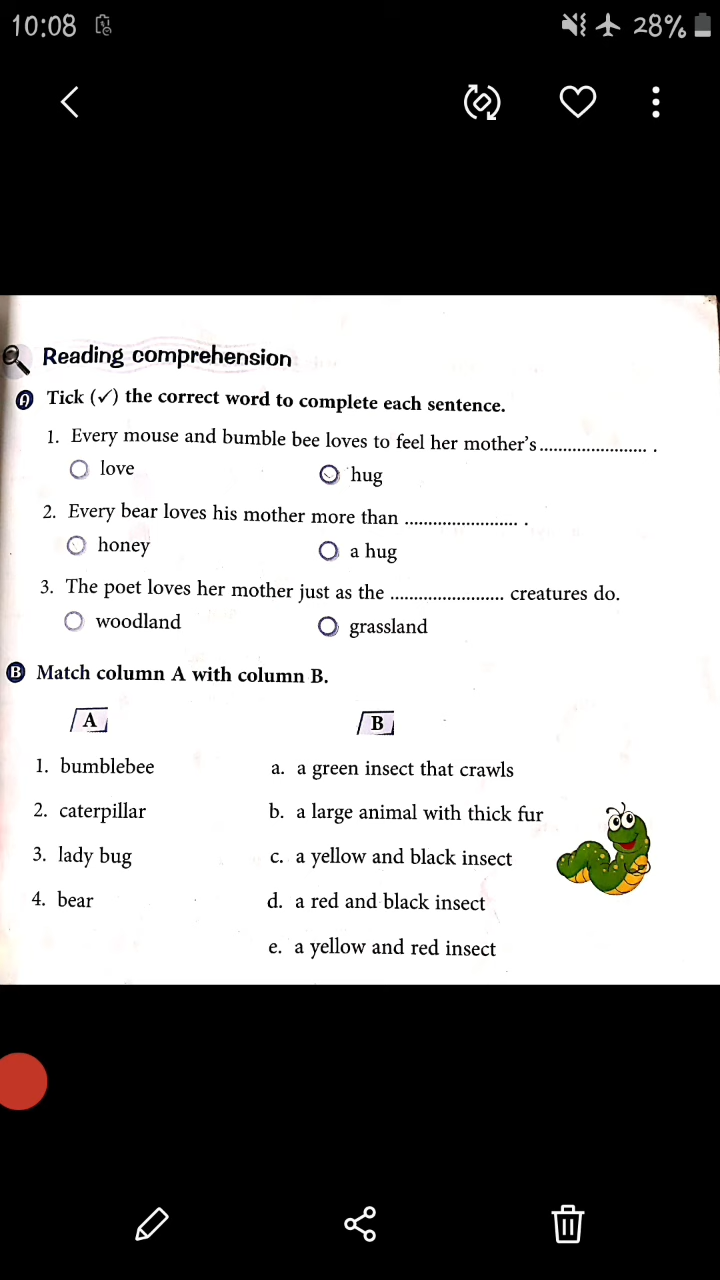 10:08 28%
Reading comprehension
A Tick (✓) the correct word to complete each sentence.
1. Every mouse and bumble bee loves to feel her mother's ....................... .
love hug
2. Every bear loves his mother more than ........................ .
honey a hug
3. The poet loves her mother just as the ........................ creatures do.
woodland grassland
B Match column A with column B.
A B
1. bumblebee a. a green insect that crawls
2. caterpillar b. a large animal with thick fur
3. lady bug c. a yellow and black insect
4. bear d. a red and black insect
e. a yellow and red insect